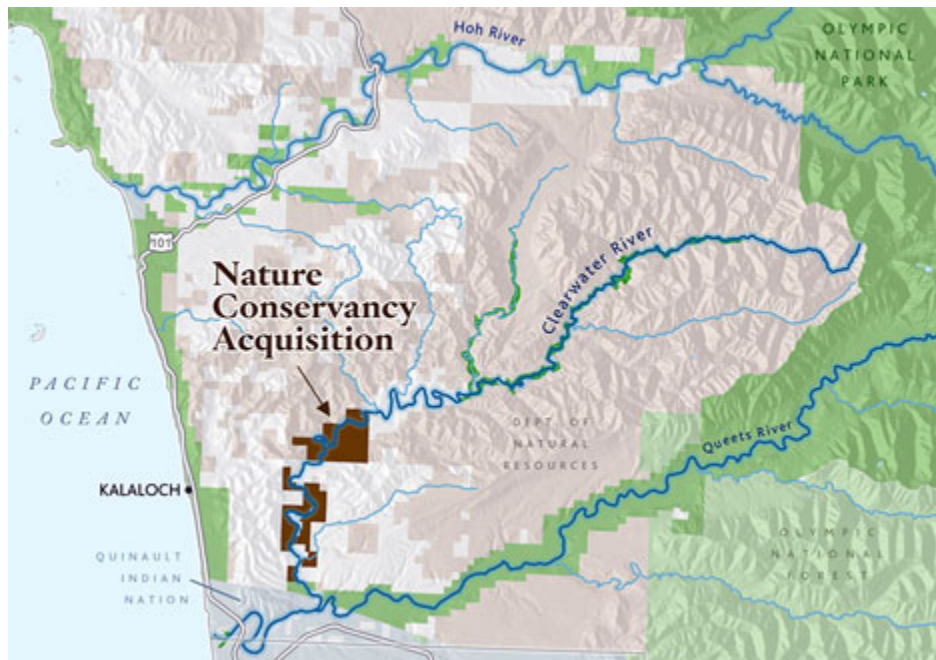 Hoh River
OLYMPIC
NATIONAL
PARK
101
Clearwater River
Nature
Conservancy
Acquisition
PACIFIC
OCEAN
DEPT OF
NATURAL
RESOURCES
Queets River
KALALOCH
QUINAULT
INDIAN
NATION
OLYMPIC
NATIONAL
FOREST